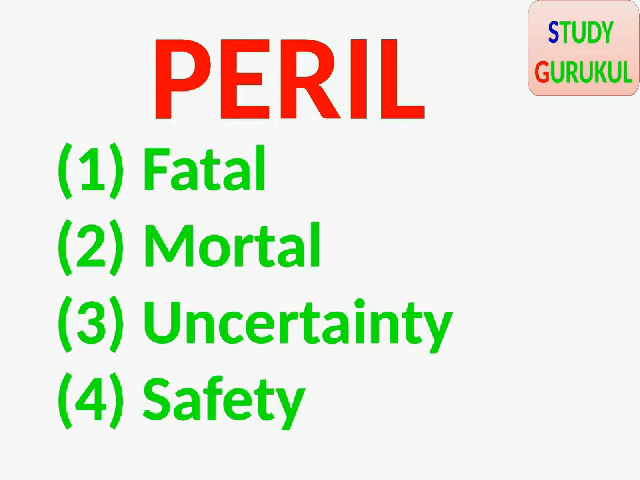 STUDY
GURUKUL
PERIL
(1) Fatal
(2) Mortal
(3) Uncertainty
(4) Safety